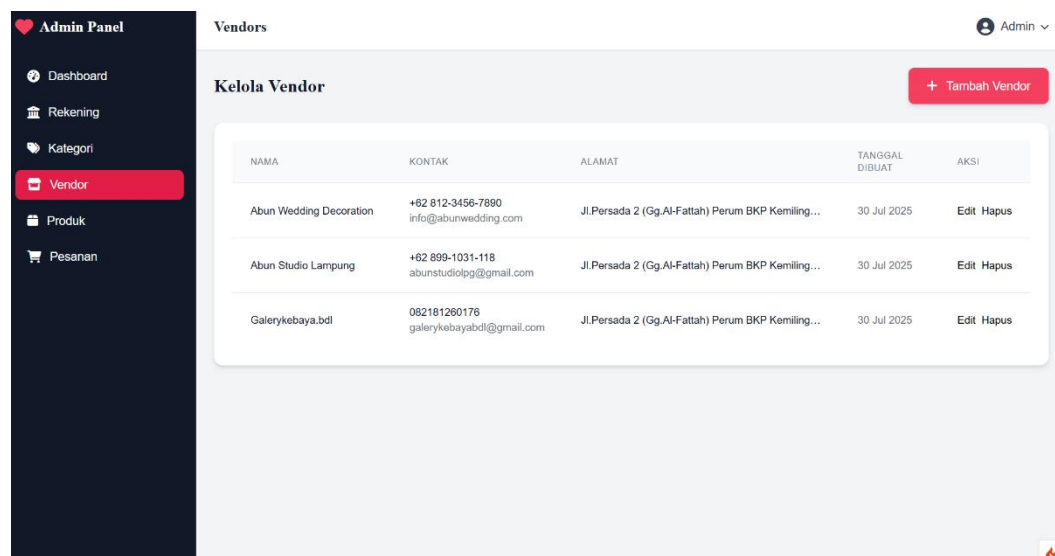 Admin Panel
Vendors
Admin
Dashboard
Rekening
Kategori
Vendor
Produk
Pesanan
Kelola Vendor
+ Tambah Vendor
NAMA KONTAK ALAMAT TANGGAL DIBUAT AKSI
Abun Wedding Decoration +62 812-3456-7890 Jl.Persada 2 (Gg.Al-Fattah) Perum BKP Kemiling... 30 Jul 2025 Edit Hapus
info@abunwedding.com
Abun Studio Lampung +62 899-1031-118 Jl.Persada 2 (Gg.Al-Fattah) Perum BKP Kemiling... 30 Jul 2025 Edit Hapus
abunstudiolpg@gmail.com
Galerykebaya.bdl 082181260176 Jl.Persada 2 (Gg.Al-Fattah) Perum BKP Kemiling... 30 Jul 2025 Edit Hapus
galerykebayabdl@gmail.com